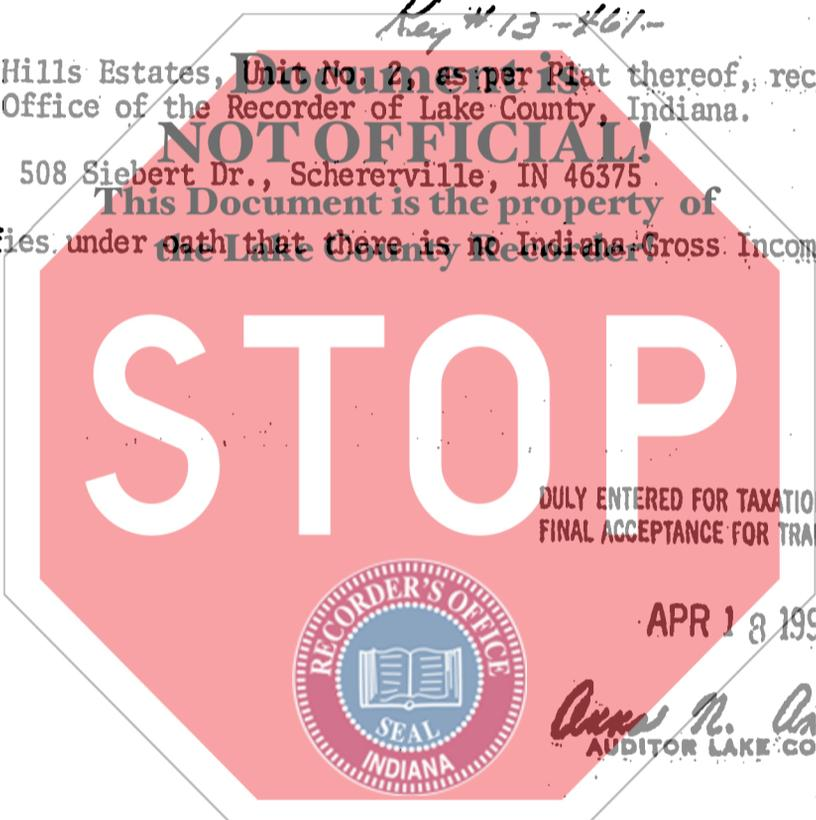 Key # 13-461-
Hills Estates, Unit No. 2, as per Plat thereof, rec
Document is
Office of the Recorder of Lake County, Indiana.
NOT OFFICIAL!
508 Siebert Dr., Schererville, IN 46375
This Document is the property of
fies under oath that there is no Indiana Gross Incom
the Lake County Recorder!
STOP
DULY ENTERED FOR TAXATIO
FINAL ACCEPTANCE FOR TRA
RECORDER'S OFFICE
APR 18 199
SEAL
INDIANA
Anna N. An
AUDITOR LAKE CO